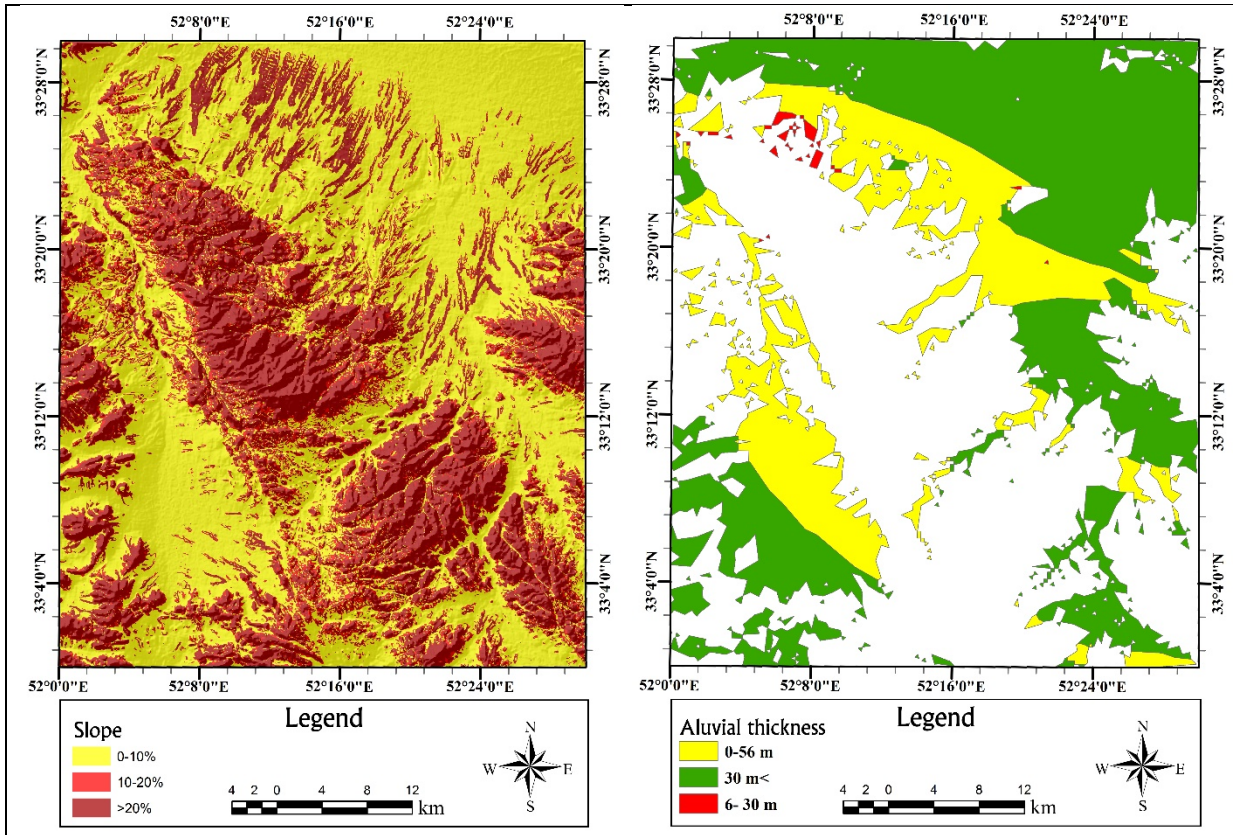 52°8'0"E 52°16'0"E 52°24'0"E
33°28'0"N 33°28'0"N
33°20'0"N 33°20'0"N
33°12'0"N 33°12'0"N
33°4'0"N 33°4'0"N
52°0'0"E 52°8'0"E 52°16'0"E 52°24'0"E
Legend
Slope
0-10%
10-20%
>20%
N
W E
S
4 2 0 4 8 12
km
52°8'0"E 52°16'0"E 52°24'0"E
33°28'0"N 33°28'0"N
33°20'0"N 33°20'0"N
33°12'0"N 33°12'0"N
33°4'0"N 33°4'0"N
52°0'0"E 52°8'0"E 52°16'0"E 52°24'0"E
Legend
Aluvial thickness
0-56 m
30 m<
6- 30 m
N
W E
S
4 2 0 4 8 12
km